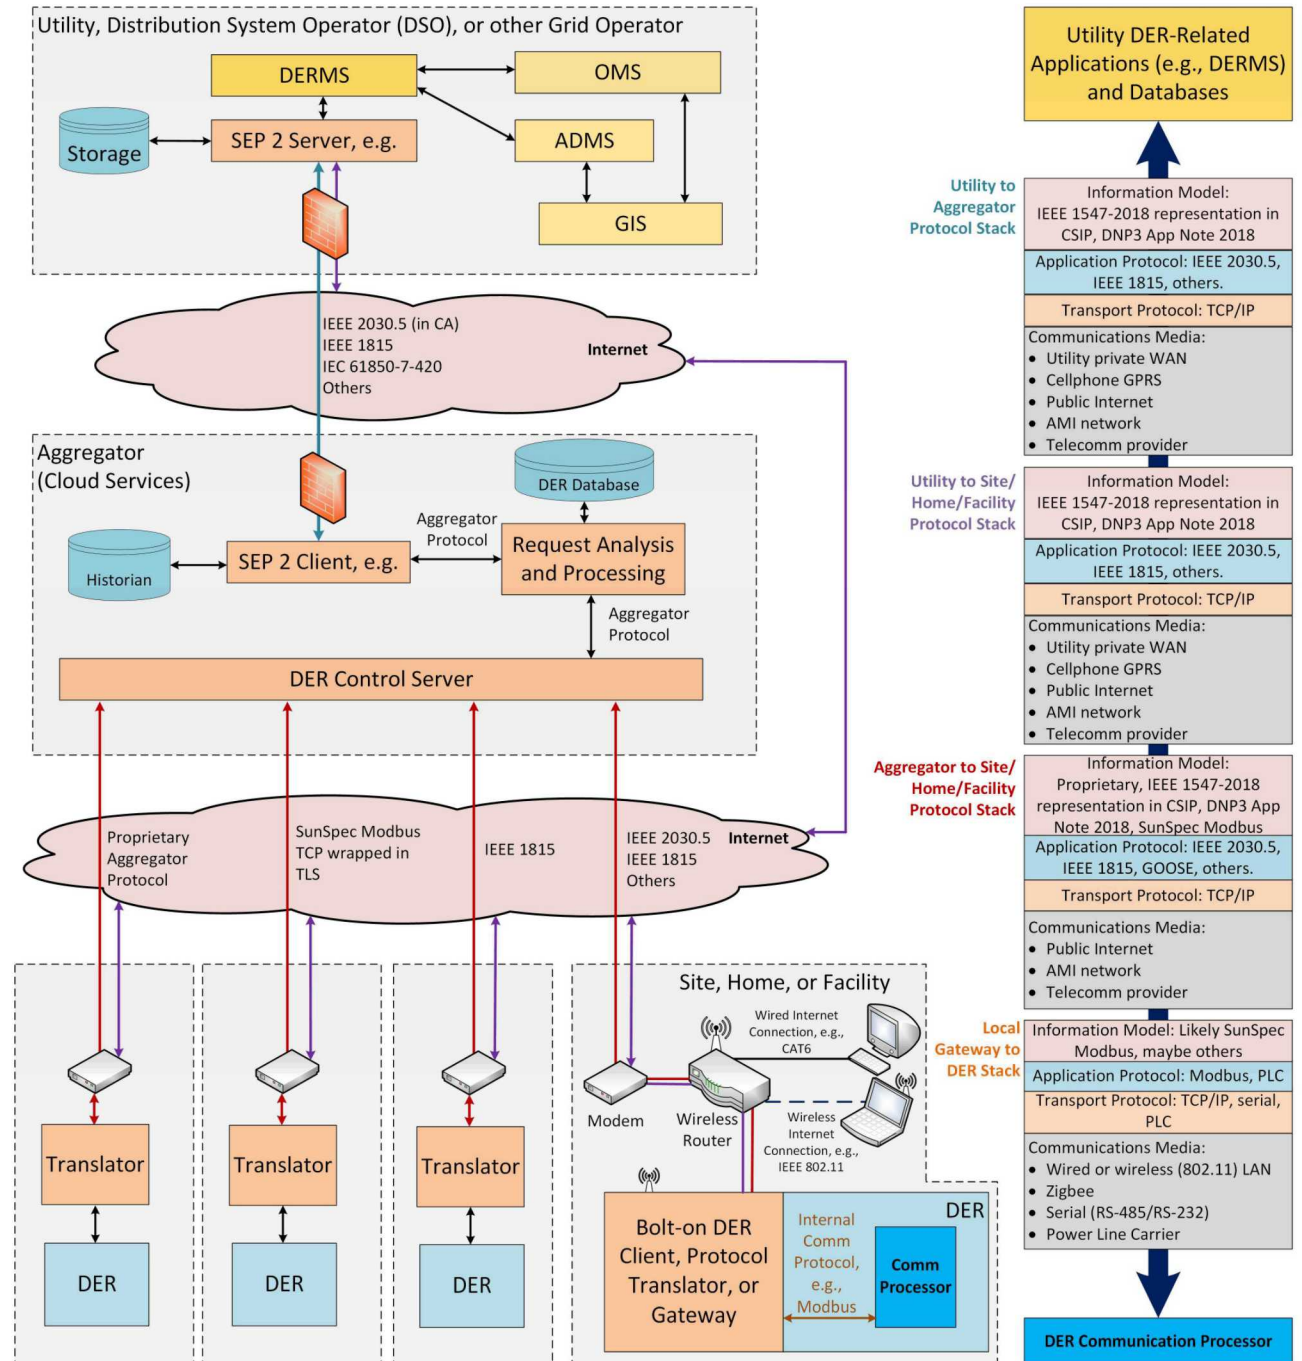 Utility, Distribution System Operator (DSO), or other Grid Operator
DERMS
OMS
Storage
SEP 2 Server, e.g.
ADMS
GIS
IEEE 2030.5 (in CA)
IEEE 1815
IEC 61850-7-420
Others
Internet
Aggregator
(Cloud Services)
DER Database
Aggregator
Protocol
Historian
SEP 2 Client, e.g.
Request Analysis
and Processing
Aggregator
Protocol
DER Control Server
Proprietary
Aggregator
Protocol
SunSpec Modbus
TCP wrapped in
TLS
IEEE 1815
IEEE 2030.5
IEEE 1815
Others
Internet
Translator
DER
Translator
DER
Translator
DER
Site, Home, or Facility
Wired Internet
Connection, e.g.,
CAT6
Modem
Wireless
Router
Wireless
Internet
Connection, e.g.,
IEEE 802.11
Bolt-on DER
Client, Protocol
Translator, or
Gateway
DER
Internal
Comm
Protocol,
e.g.,
Modbus
Comm
Processor
Utility DER-Related
Applications (e.g., DERMS)
and Databases
Utility to
Aggregator
Protocol Stack
Information Model:
IEEE 1547-2018 representation in
CSIP, DNP3 App Note 2018
Application Protocol: IEEE 2030.5,
IEEE 1815, others.
Transport Protocol: TCP/IP
Communications Media:
• Utility private WAN
• Cellphone GPRS
• Public Internet
• AMI network
• Telecomm provider
Utility to Site/
Home/Facility
Protocol Stack
Information Model:
IEEE 1547-2018 representation in
CSIP, DNP3 App Note 2018
Application Protocol: IEEE 2030.5,
IEEE 1815, others.
Transport Protocol: TCP/IP
Communications Media:
• Utility private WAN
• Cellphone GPRS
• Public Internet
• AMI network
• Telecomm provider
Aggregator to Site/
Home/Facility
Protocol Stack
Information Model:
Proprietary, IEEE 1547-2018
representation in CSIP, DNP3 App
Note 2018, SunSpec Modbus
Application Protocol: IEEE 2030.5,
IEEE 1815, GOOSE, others.
Transport Protocol: TCP/IP
Communications Media:
• Public Internet
• AMI network
• Telecomm provider
Local
Gateway to
DER Stack
Information Model: Likely SunSpec
Modbus, maybe others
Application Protocol: Modbus, PLC
Transport Protocol: TCP/IP, serial,
PLC
Communications Media:
• Wired or wireless (802.11) LAN
• Zigbee
• Serial (RS-485/RS-232)
• Power Line Carrier
DER Communication Processor